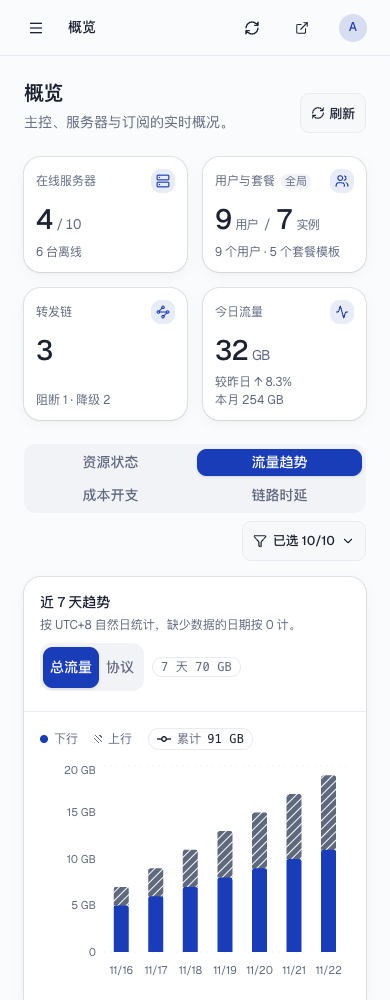 概览
A
概览
主控、服务器与订阅的实时概况。
刷新
在线服务器
4 / 10
6 台离线
用户与套餐 全局
9 用户 / 7 实例
9 个用户 · 5 个套餐模板
转发链
3
阻断 1 · 降级 2
今日流量
32 GB
较昨日 ↑ 8.3%
本月 254 GB
资源状态 流量趋势
成本开支 链路时延
已选 10/10
近 7 天趋势
按 UTC+8 自然日统计，缺少数据的日期按 0 计。
总流量 协议 7 天 70 GB
下行 上行 累计 91 GB
20 GB
15 GB
10 GB
5 GB
0
11/16 11/17 11/18 11/19 11/20 11/21 11/22